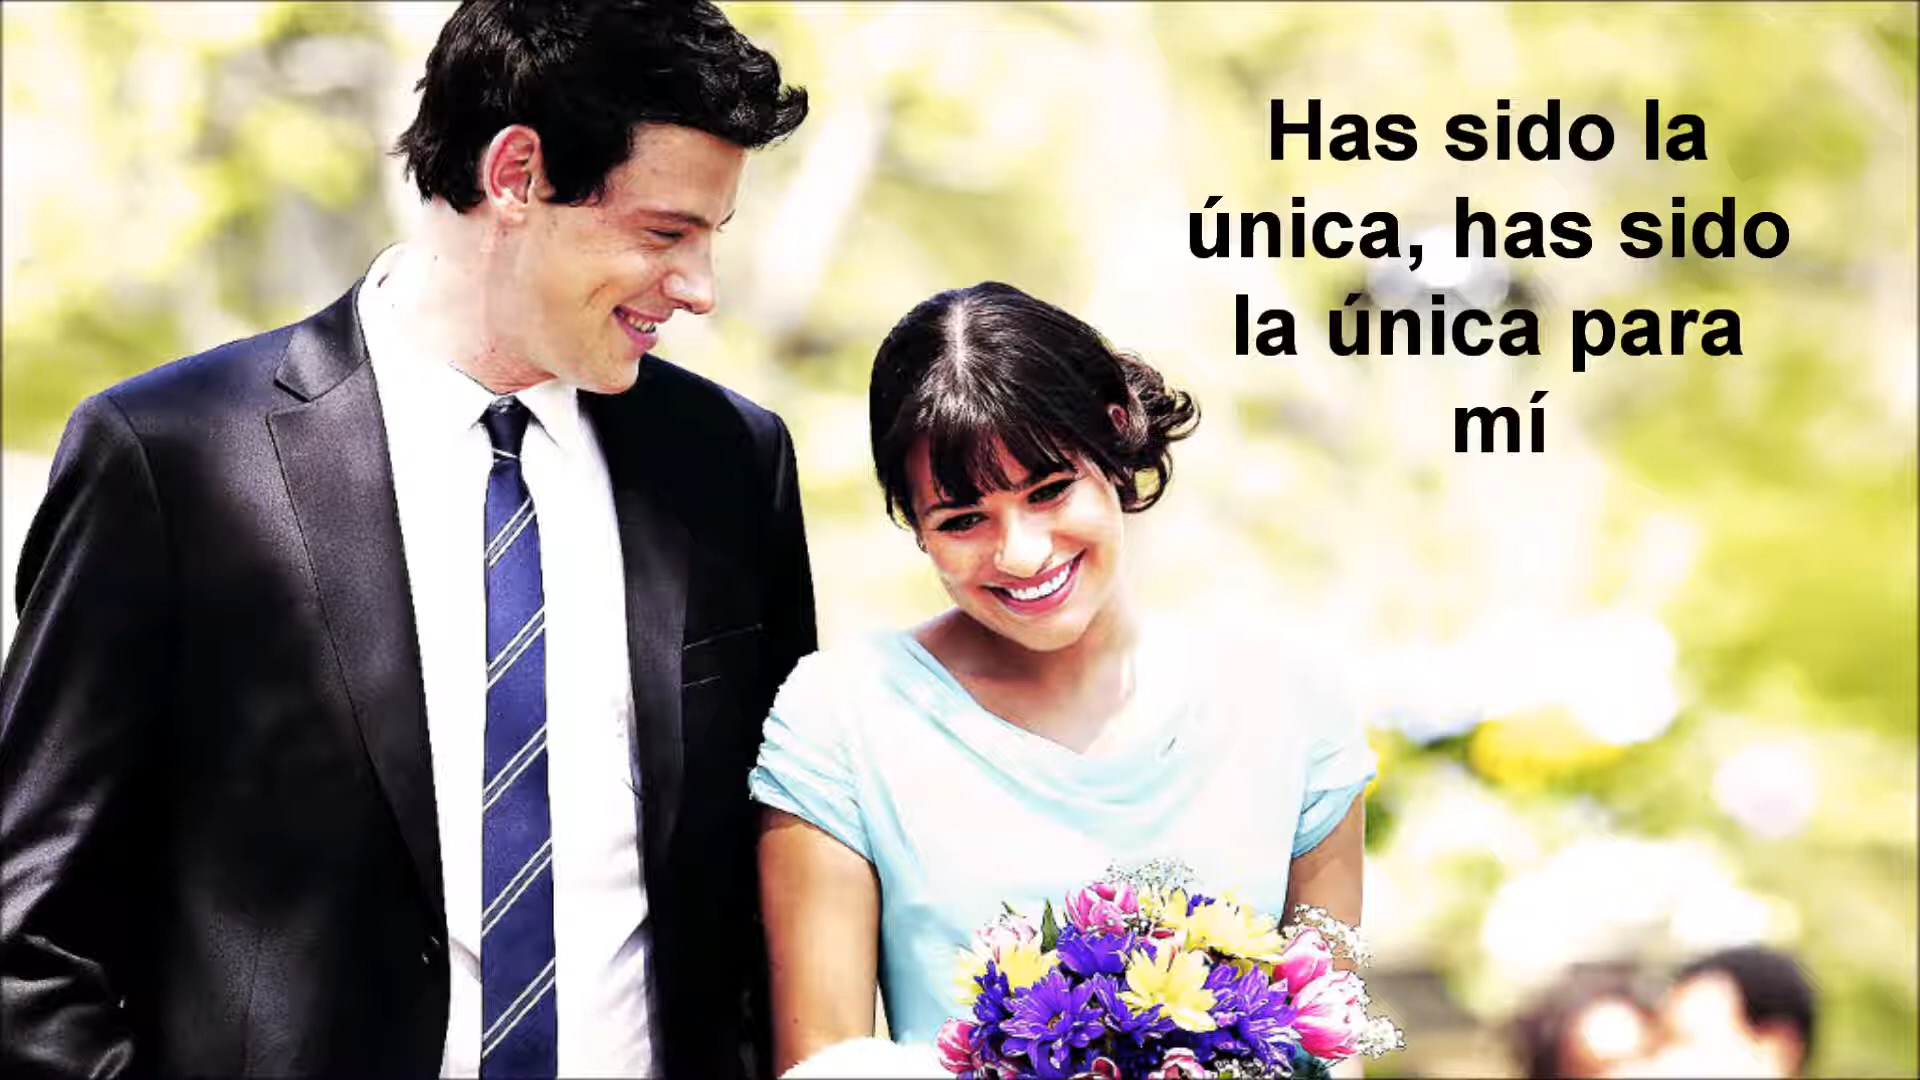 Has sido la
única, has sido
la única para
mí